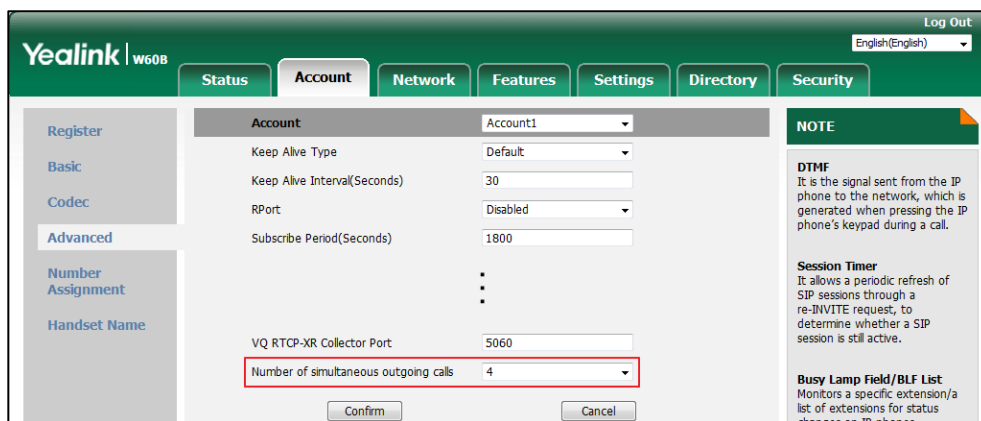 Log Out
Yealink W60B
English(English)
Status Account Network Features Settings Directory Security
Register
Basic
Codec
Advanced
Number
Assignment
Handset Name
Account Account1
Keep Alive Type Default
Keep Alive Interval(Seconds) 30
RPort Disabled
Subscribe Period(Seconds) 1800
VQ RTCP-XR Collector Port 5060
Number of simultaneous outgoing calls 4
Confirm Cancel
NOTE
DTMF
It is the signal sent from the IP
phone to the network, which is
generated when pressing the IP
phone's keypad during a call.
Session Timer
It allows a periodic refresh of
SIP sessions through a
re-INVITE request, to
determine whether a SIP
session is still active.
Busy Lamp Field/BLF List
Monitors a specific extension/a
list of extensions for status
changes on IP phones.